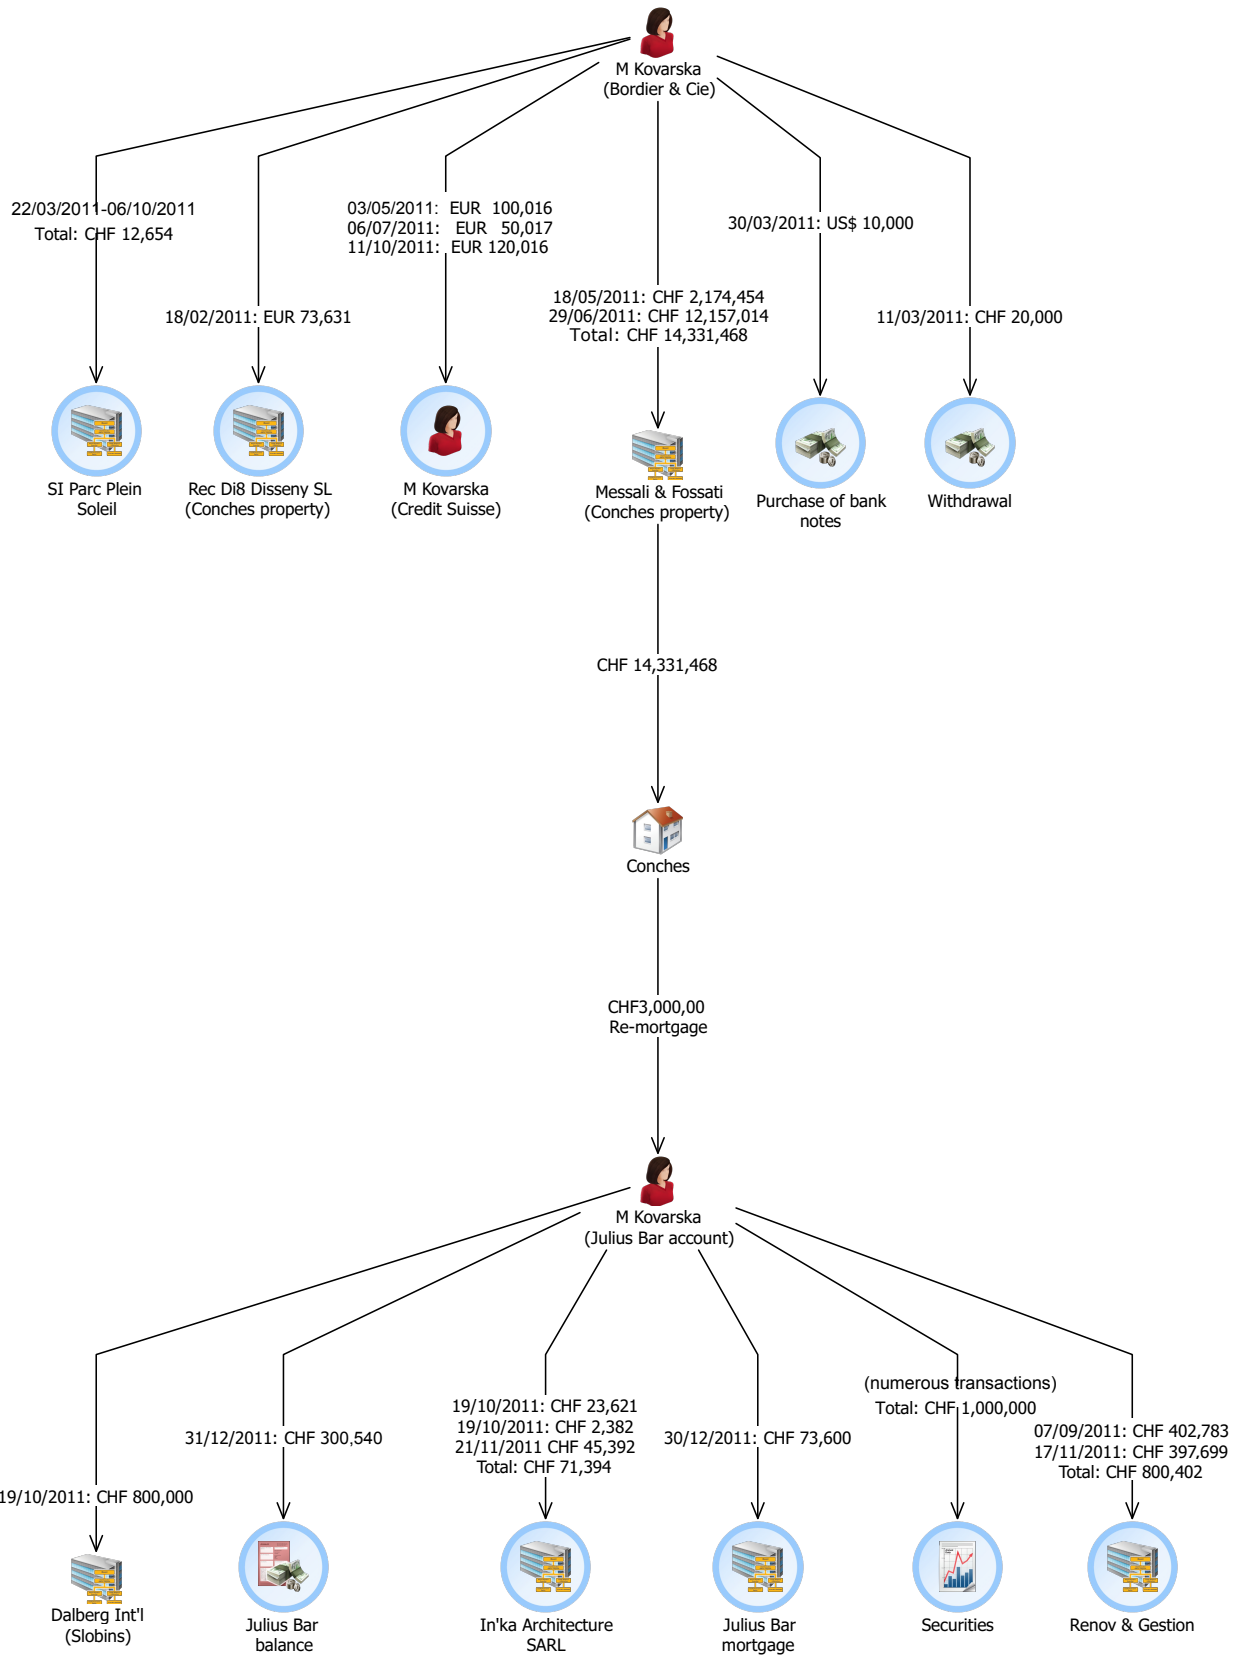 M Kovarska
(Bordier & Cie)
22/03/2011-06/10/2011
Total: CHF 12,654
18/02/2011: EUR 73,631
03/05/2011: EUR 100,016
06/07/2011: EUR 50,017
11/10/2011: EUR 120,016
18/05/2011: CHF 2,174,454
29/06/2011: CHF 12,157,014
Total: CHF 14,331,468
30/03/2011: US$ 10,000
11/03/2011: CHF 20,000
SI Parc Plein
Soleil
Rec Di8 Disseny SL
(Conches property)
M Kovarska
(Credit Suisse)
Messali & Fossati
(Conches property)
Purchase of bank
notes
Withdrawal
CHF 14,331,468
Conches
CHF3,000,00
Re-mortgage
M Kovarska
(Julius Bar account)
19/10/2011: CHF 800,000
31/12/2011: CHF 300,540
19/10/2011: CHF 23,621
19/10/2011: CHF 2,382
21/11/2011 CHF 45,392
Total: CHF 71,394
30/12/2011: CHF 73,600
(numerous transactions)
Total: CHF 1,000,000
07/09/2011: CHF 402,783
17/11/2011: CHF 397,699
Total: CHF 800,402
Dalberg Int'l
(Slobins)
Julius Bar
balance
In'ka Architecture
SARL
Julius Bar
mortgage
Securities
Renov & Gestion